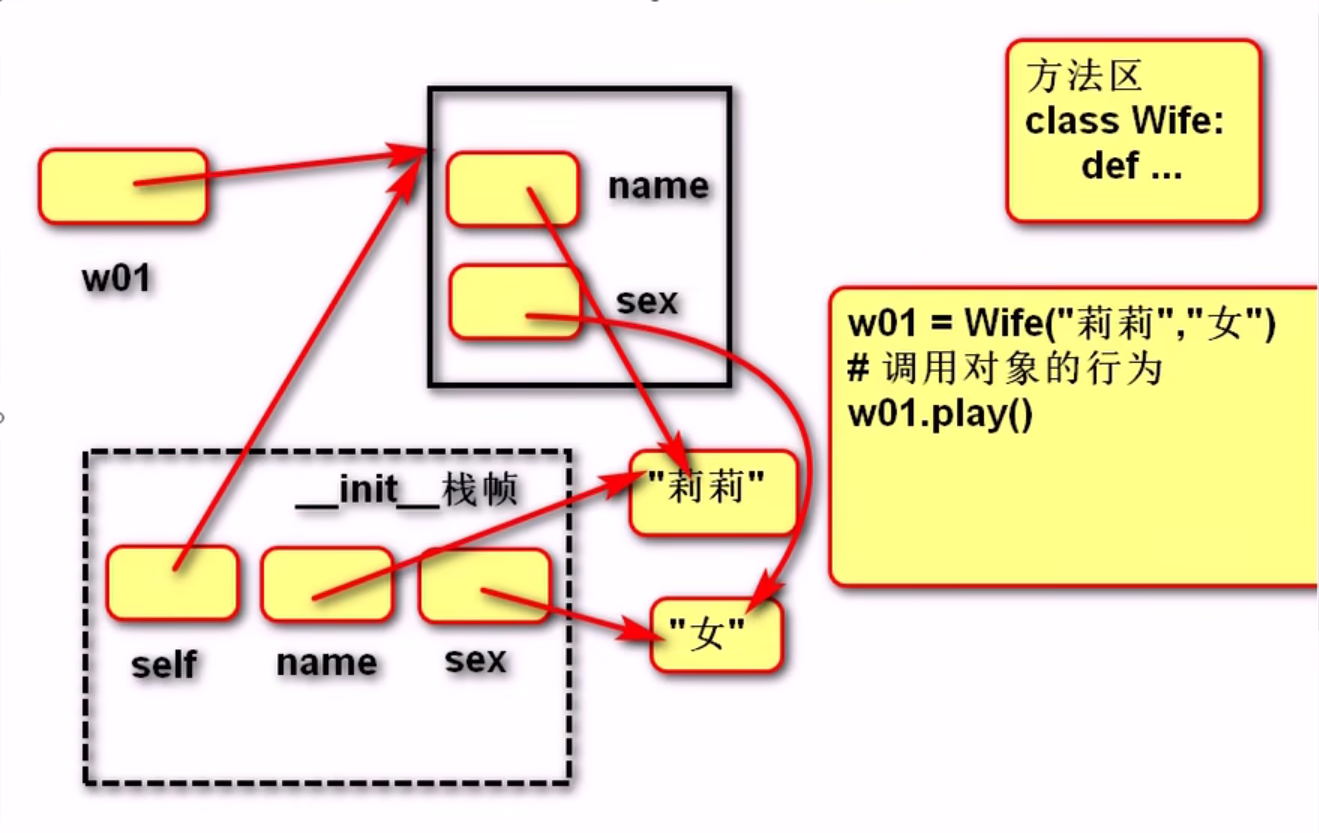 方法区
class Wife:
def ...
name
w01
sex
w01 = Wife("莉莉","女")
# 调用对象的行为
w01.play()
__init__栈帧
"莉莉"
"女"
self
name
sex